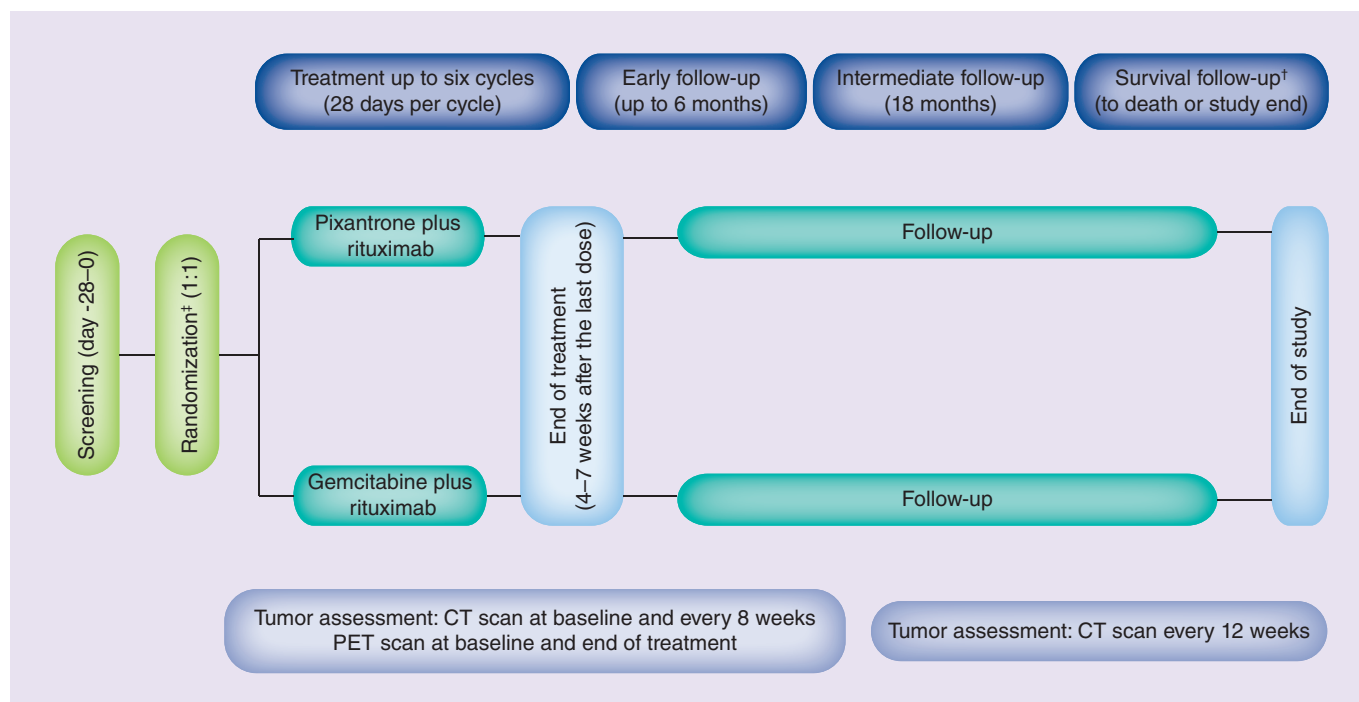 Treatment up to six cycles
(28 days per cycle)
Early follow-up
(up to 6 months)
Intermediate follow-up
(18 months)
Survival follow-up†
(to death or study end)
Screening (day -28–0)
Randomization‡ (1:1)
Pixantrone plus
rituximab
Gemcitabine plus
rituximab
End of treatment
(4–7 weeks after the last dose)
Follow-up
Follow-up
End of study
Tumor assessment: CT scan at baseline and every 8 weeks
PET scan at baseline and end of treatment
Tumor assessment: CT scan every 12 weeks